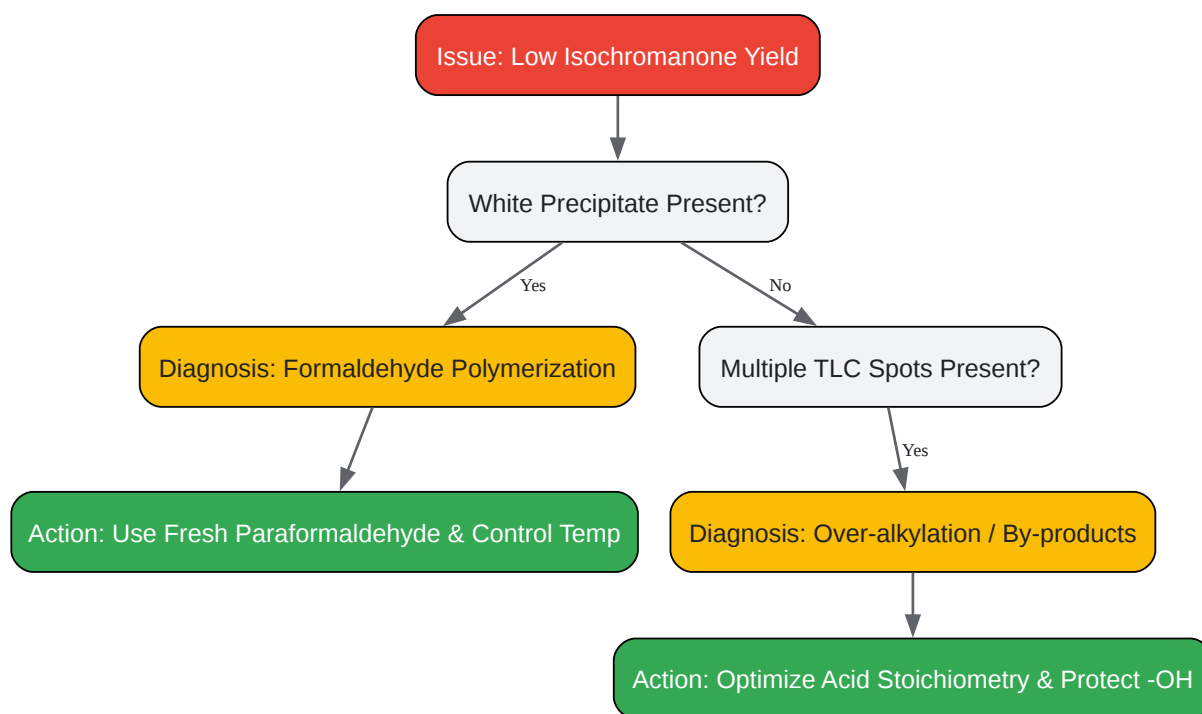 Issue: Low Isochromanone Yield
White Precipitate Present?
Yes
No
Diagnosis: Formaldehyde Polymerization
Multiple TLC Spots Present?
Yes
Action: Use Fresh Paraformaldehyde & Control Temp
Diagnosis: Over-alkylation / By-products
Action: Optimize Acid Stoichiometry & Protect -OH